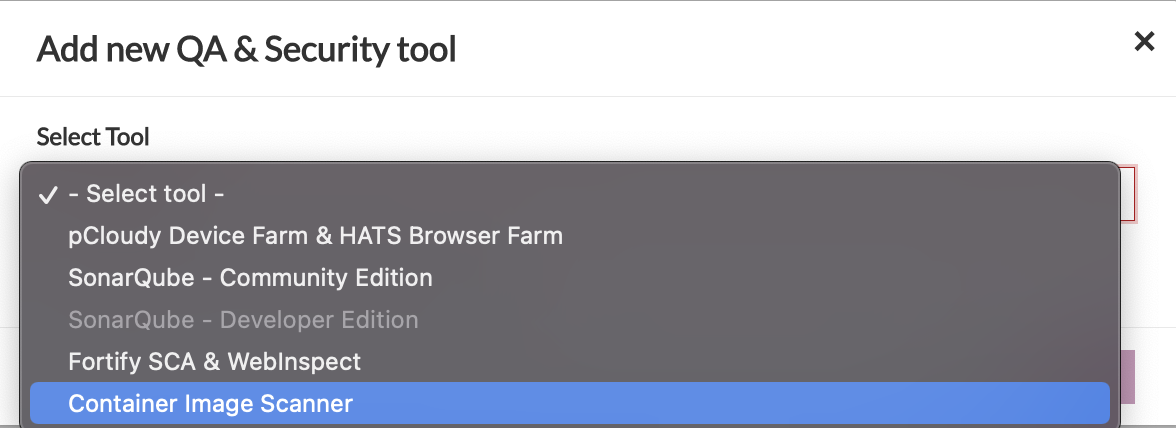 Add new QA & Security tool
Select Tool
- Select tool -
pCloudy Device Farm & HATS Browser Farm
SonarQube - Community Edition
SonarQube - Developer Edition
Fortify SCA & WebInspect
Container Image Scanner